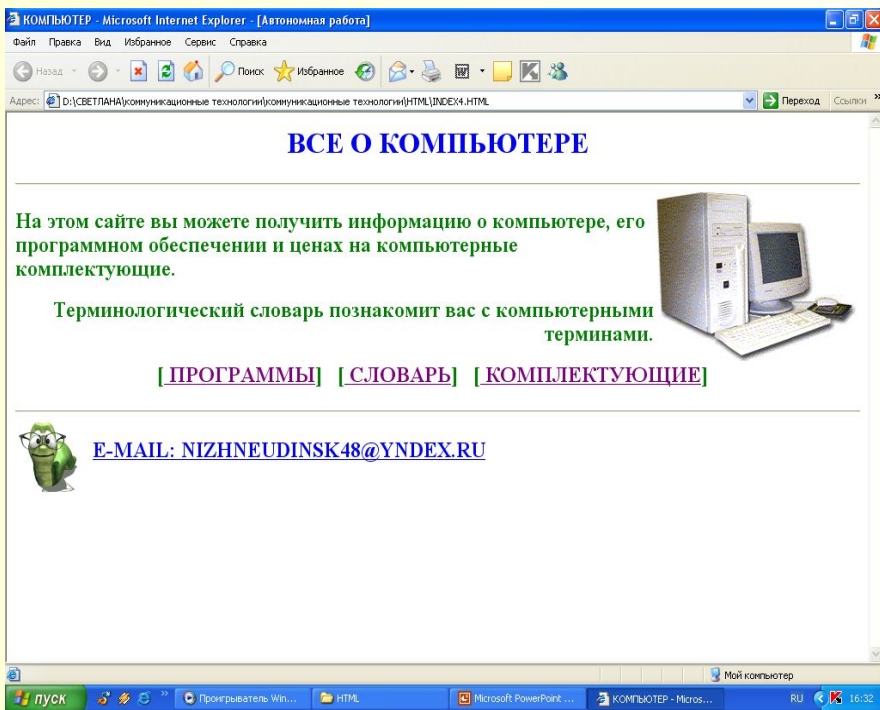 КОМПЬЮТЕР - Microsoft Internet Explorer - [Автономная работа]
Файл Правка Вид Избранное Сервис Справка
Назад Поиск Избранное
Адрес: D:\СВЕТЛАНА\коммуникационные технологии\коммуникационные технологии\HTML\INDEX4.HTML Переход Ссылки »
ВСЕ О КОМПЬЮТЕРЕ
На этом сайте вы можете получить информацию о компьютере, его
программном обеспечении и ценах на компьютерные
комплектующие.
Терминологический словарь познакомит вас с компьютерными
терминами.
[ ПРОГРАММЫ] [ СЛОВАРЬ] [ КОМПЛЕКТУЮЩИЕ]
E-MAIL: NIZHNEUDINSK48@YNDEX.RU
Мой компьютер
пуск » Проигрыватель Win... HTML Microsoft PowerPoint ... КОМПЬЮТЕР - Micros... RU 16:32